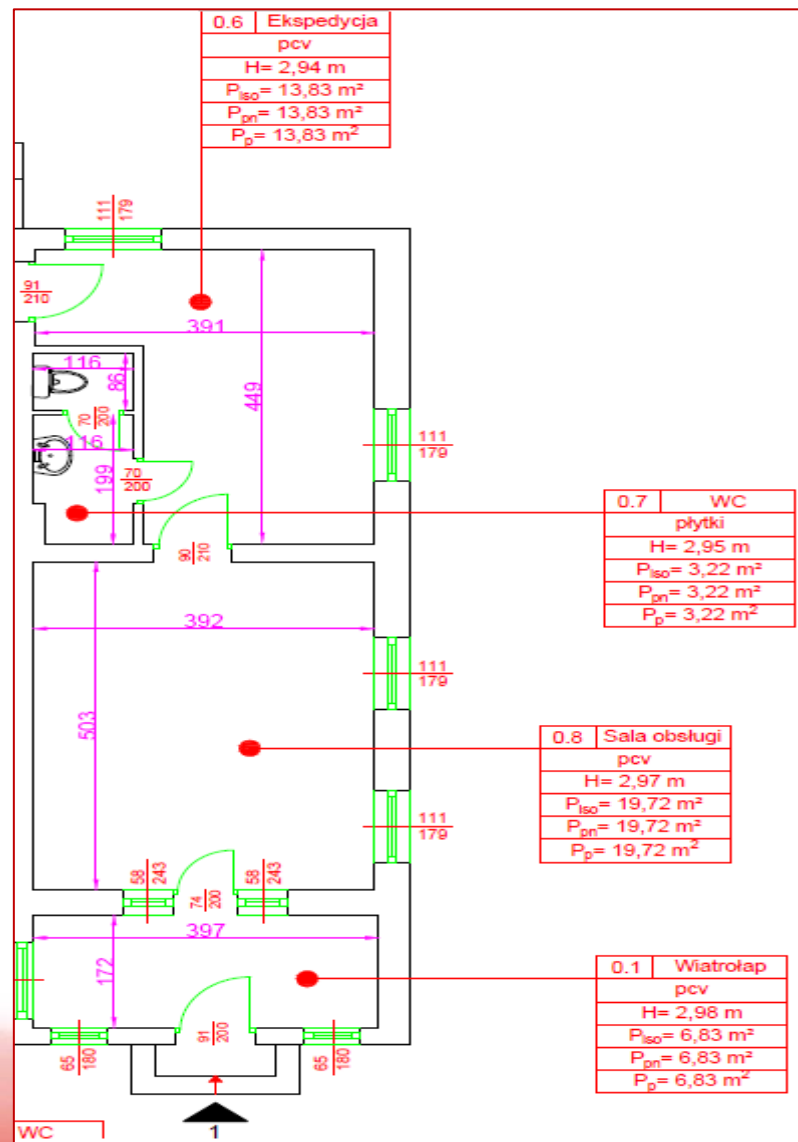 0.6 Ekspedycja
pcv
H= 2,94 m
Plso= 13,83 m²
Ppn= 13,83 m²
Pp= 13,83 m²
111
179
91
210
391
116
86
449
70
200
111
179
116
199
70
200
0.7 WC
płytki
H= 2,95 m
Plso= 3,22 m²
Ppn= 3,22 m²
Pp= 3,22 m²
90
210
392
111
179
503
0.8 Sala obsługi
pcv
H= 2,97 m
Plso= 19,72 m²
Ppn= 19,72 m²
Pp= 19,72 m²
111
179
58
243
74
200
58
243
397
172
0.1 Wiatrołap
pcv
H= 2,98 m
Plso= 6,83 m²
Ppn= 6,83 m²
Pp= 6,83 m²
65
180
91
200
65
180
WC
1